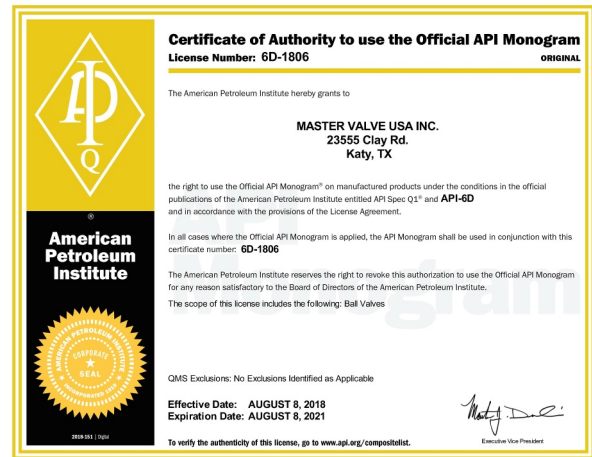 Certificate of Authority to use the Official API Monogram
License Number: 6D-1806
ORIGINAL
The American Petroleum Institute hereby grants to
MASTER VALVE USA INC.
23555 Clay Rd.
Katy, TX
the right to use the Official API Monogram® on manufactured products under the conditions in the official
publications of the American Petroleum Institute entitled API Spec Q1® and API-6D
and in accordance with the provisions of the License Agreement.
In all cases where the Official API Monogram is applied, the API Monogram shall be used in conjunction with this
certificate number: 6D-1806
The American Petroleum Institute reserves the right to revoke this authorization to use the Official API Monogram
for any reason satisfactory to the Board of Directors of the American Petroleum Institute.
The scope of this license includes the following: Ball Valves
QMS Exclusions: No Exclusions Identified as Applicable
Effective Date: AUGUST 8, 2018
Expiration Date: AUGUST 8, 2021
To verify the authenticity of this license, go to www.api.org/compositelist.
Executive Vice President
API
Q
®
American
Petroleum
Institute
AMERICAN PETROLEUM INSTITUTE
CORPORATE
SEAL
INCORPORATED 1919
2018-151 | Digital
API
Monogram